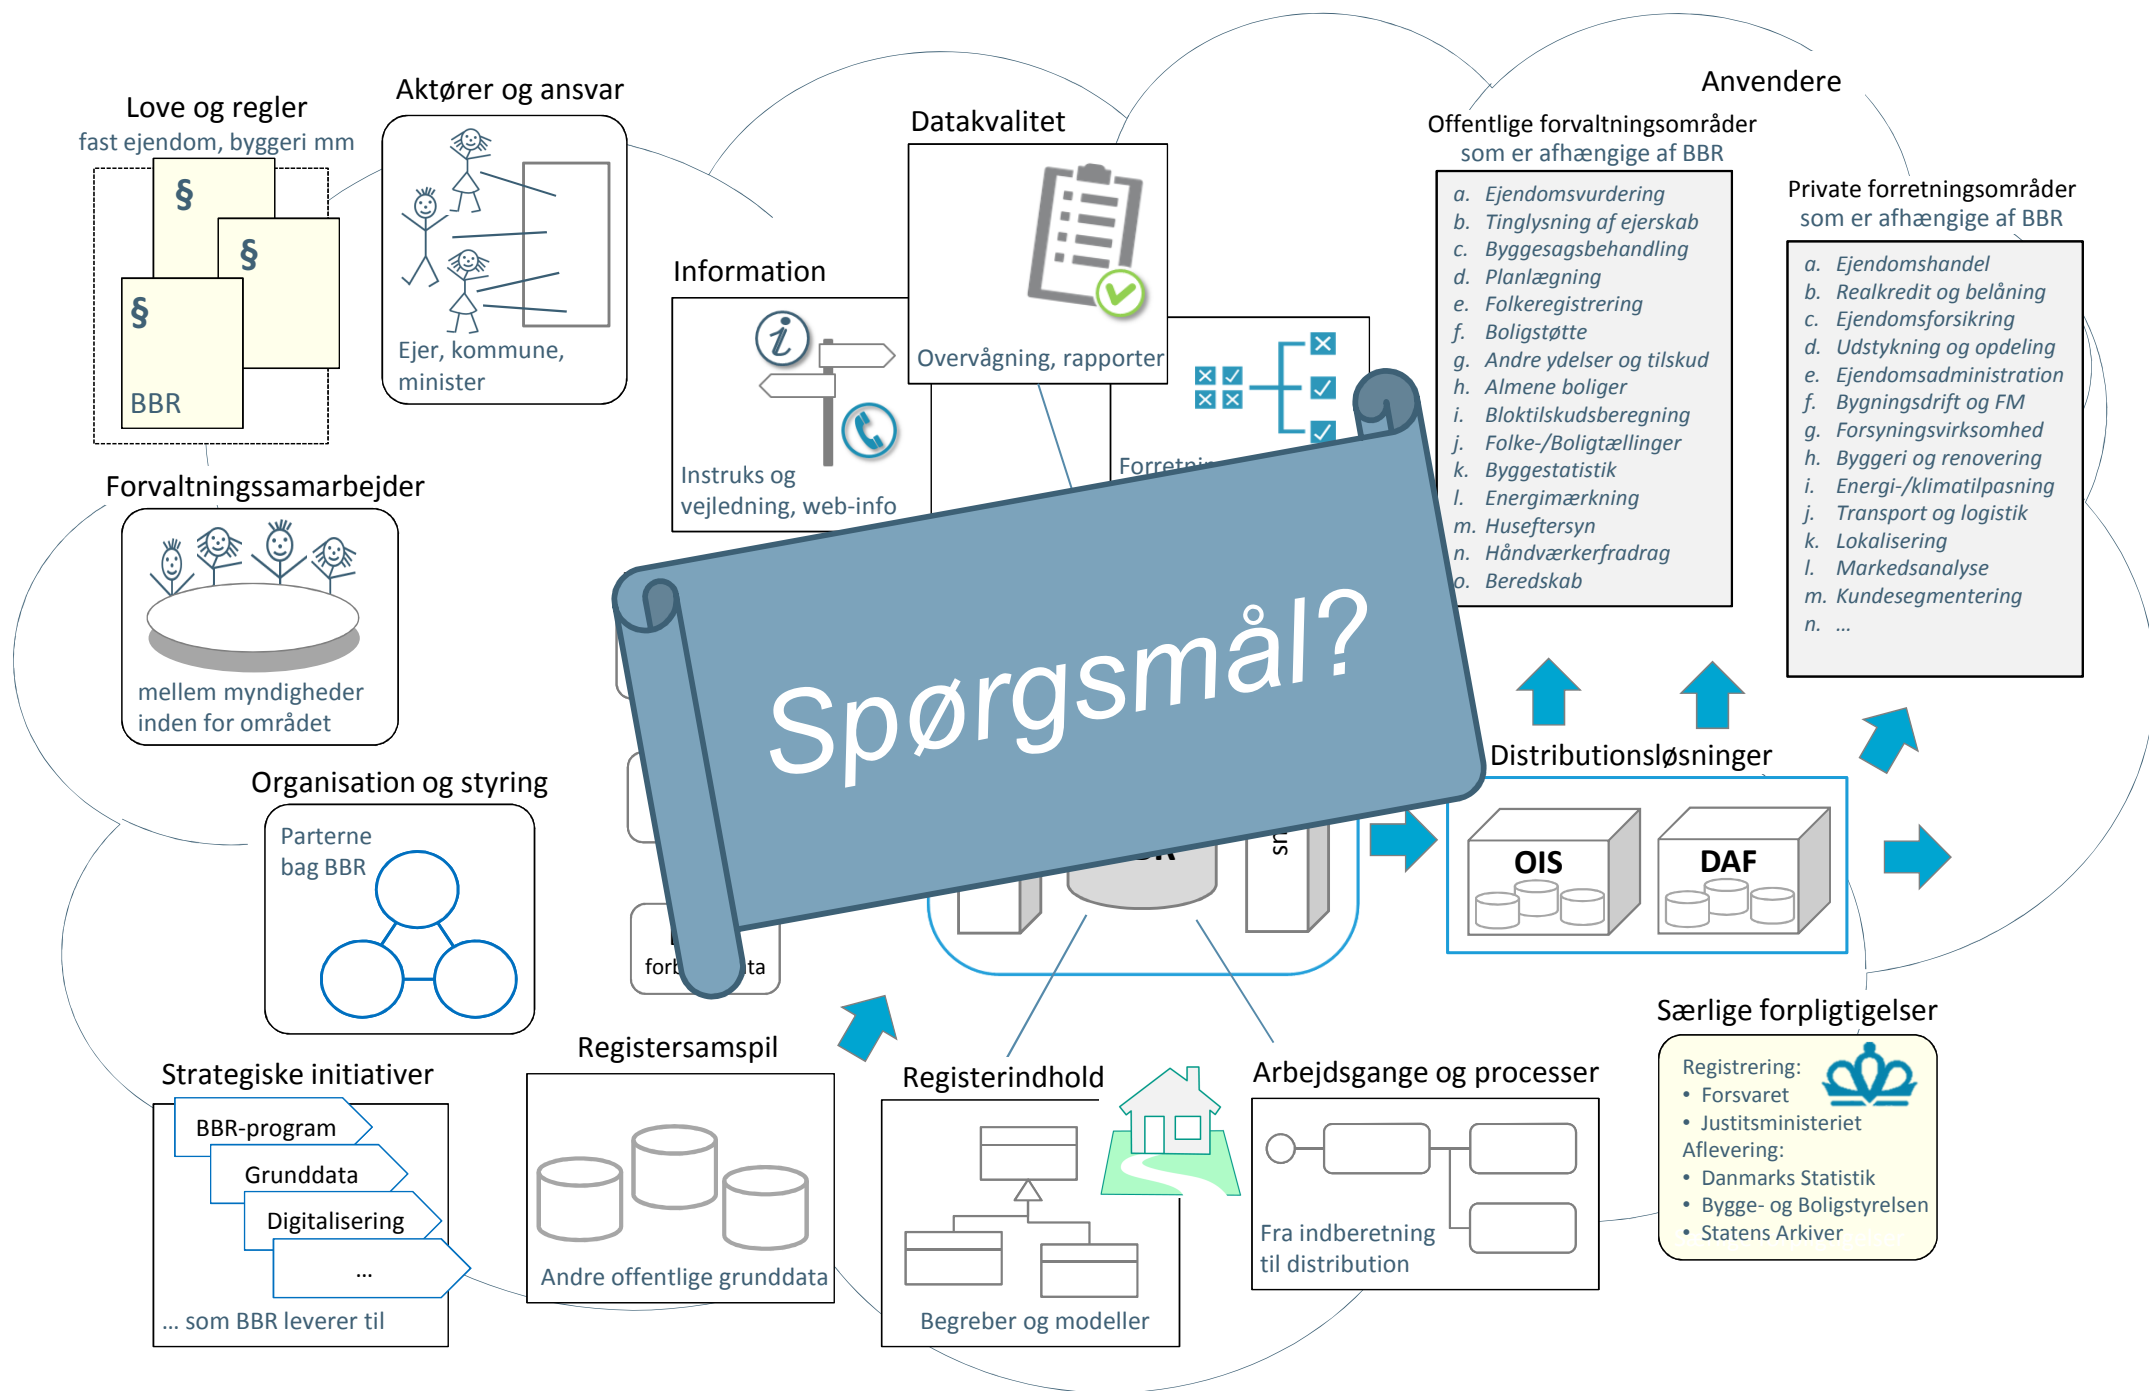 Love og regler
fast ejendom, byggeri mm
§
§
§
BBR
Aktører og ansvar
Ejer, kommune,
minister
Information
Instruks og
vejledning, web-info
Datakvalitet
Overvågning, rapporter
Anvendere
Offentlige forvaltningsområder
som er afhængige af BBR
a. Ejendomsvurdering
b. Tinglysning af ejerskab
c. Byggesagsbehandling
d. Planlægning
e. Folkeregistrering
f. Boligstøtte
g. Andre ydelser og tilskud
h. Almene boliger
i. Bloktilskudsberegning
j. Folke-/Boligtællinger
k. Byggestatistik
l. Energimærkning
m. Huseftersyn
n. Håndværkerfradrag
o. Beredskab
Private forretningsområder
som er afhængige af BBR
a. Ejendomshandel
b. Realkredit og belåning
c. Ejendomsforsikring
d. Udstykning og opdeling
e. Ejendomsadministration
f. Bygningsdrift og FM
g. Forsyningsvirksomhed
h. Byggeri og renovering
i. Energi-/klimatilpasning
j. Transport og logistik
k. Lokalisering
l. Markedsanalyse
m. Kundesegmentering
n. ...
Forvaltningssamarbejder
mellem myndigheder
inden for området
Spørgsmål?
Organisation og styring
Parterne
bag BBR
Distributionsløsninger
OIS
DAF
Strategiske initiativer
BBR-program
Grunddata
Digitalisering
...
... som BBR leverer til
Registersamspil
Andre offentlige grunddata
Registerindhold
Begreber og modeller
Arbejdsgange og processer
Fra indberetning
til distribution
Særlige forpligtigelser
Registrering:
• Forsvaret
• Justitsministeriet
Aflevering:
• Danmarks Statistik
• Bygge- og Boligstyrelsen
• Statens Arkiver